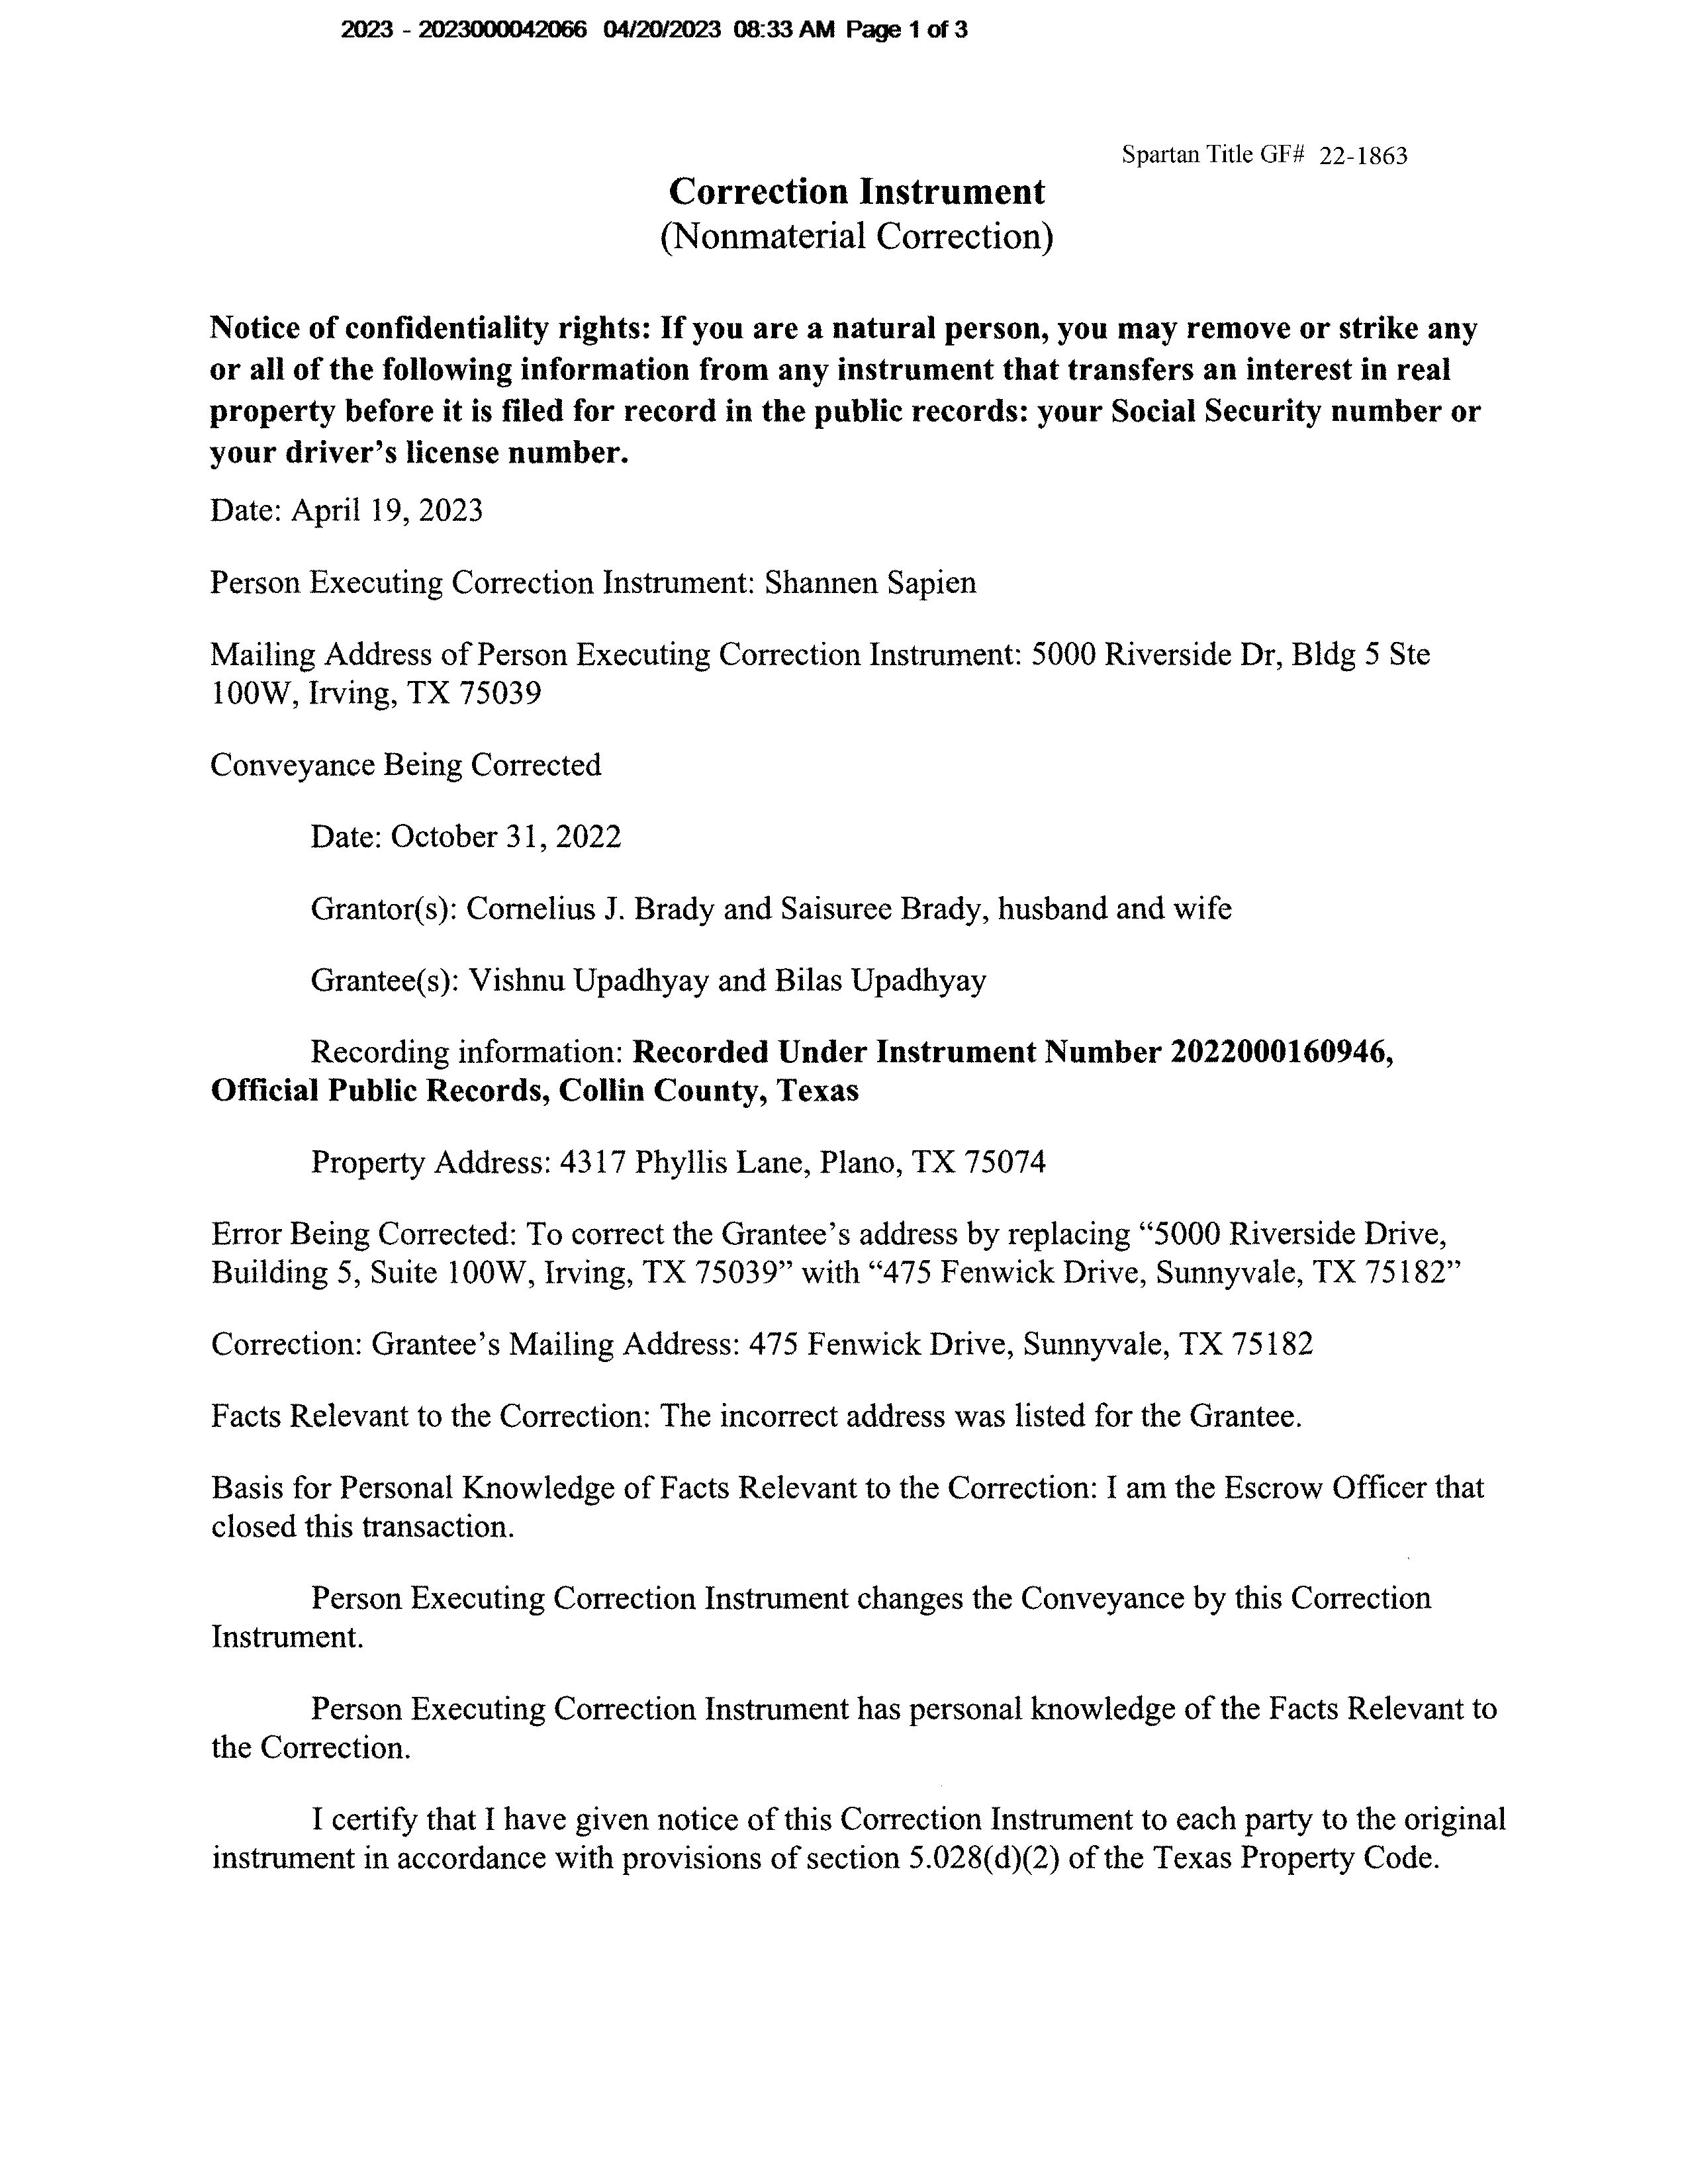 2023 - 2023000042066 04/20/2023 08:33 AM Page 1 of 3
Spartan Title GF# 22-1863
Correction Instrument
(Nonmaterial Correction)
Notice of confidentiality rights: If you are a natural person, you may remove or strike any
or all of the following information from any instrument that transfers an interest in real
property before it is filed for record in the public records: your Social Security number or
your driver’s license number.
Date: April 19, 2023
Person Executing Correction Instrument: Shannen Sapien
Mailing Address of Person Executing Correction Instrument: 5000 Riverside Dr, Bldg 5 Ste
100W, Irving, TX 75039
Conveyance Being Corrected
Date: October 31, 2022
Grantor(s): Cornelius J. Brady and Saisuree Brady, husband and wife
Grantee(s): Vishnu Upadhyay and Bilas Upadhyay
Recording information: Recorded Under Instrument Number 2022000160946,
Official Public Records, Collin County, Texas
Property Address: 4317 Phyllis Lane, Plano, TX 75074
Error Being Corrected: To correct the Grantee’s address by replacing “5000 Riverside Drive,
Building 5, Suite 100W, Irving, TX 75039” with “475 Fenwick Drive, Sunnyvale, TX 75182”
Correction: Grantee’s Mailing Address: 475 Fenwick Drive, Sunnyvale, TX 75182
Facts Relevant to the Correction: The incorrect address was listed for the Grantee.
Basis for Personal Knowledge of Facts Relevant to the Correction: I am the Escrow Officer that
closed this transaction.
Person Executing Correction Instrument changes the Conveyance by this Correction
Instrument.
Person Executing Correction Instrument has personal knowledge of the Facts Relevant to
the Correction.
I certify that I have given notice of this Correction Instrument to each party to the original
instrument in accordance with provisions of section 5.028(d)(2) of the Texas Property Code.